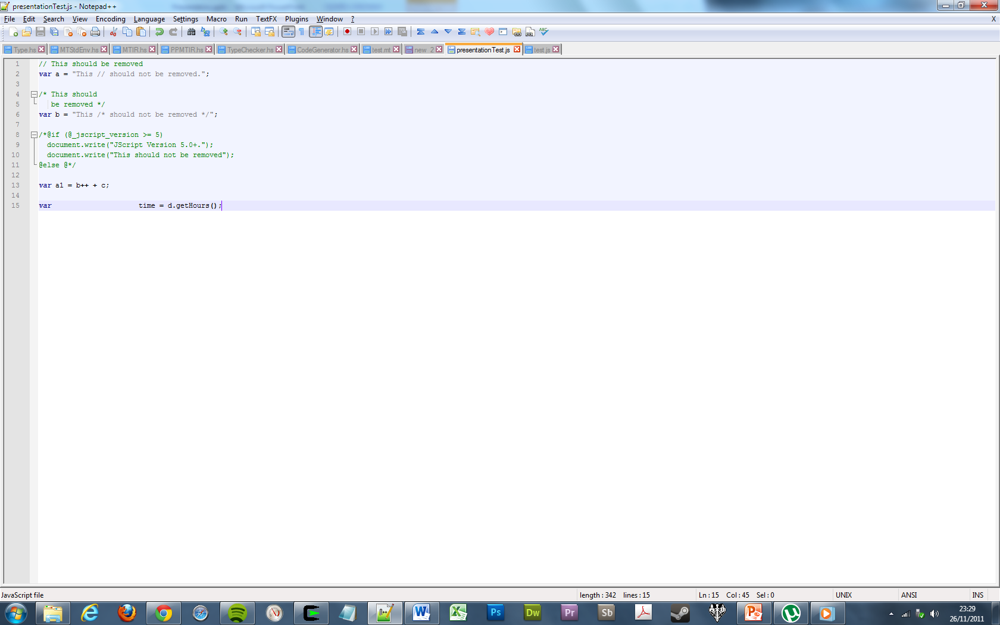 presentationTest.js - Notepad++
File Edit Search View Encoding Language Settings Macro Run TextFX Plugins Window ? X
Type.hs MTStdEnv.hs MTIR.hs PPMTIR.hs TypeChecker.hs CodeGenerator.hs test.mt new 2 presentationTest.js test.js
1 // This should be removed
2 var a = "This // should not be removed.";
3
4 /* This should
5 be removed */
6 var b = "This /* should not be removed */";
7
8 /*@if (@_jscript_version >= 5)
9 document.write("JScript Version 5.0+.");
10 document.write("This should not be removed");
11 @else @*/
12
13 var a1 = b++ + c;
14
15 var time = d.getHours();
JavaScript file length : 342 lines : 15 Ln : 15 Col : 45 Sel : 0 UNIX ANSI INS
Ps Dw Pr Sb
23:29
26/11/2011